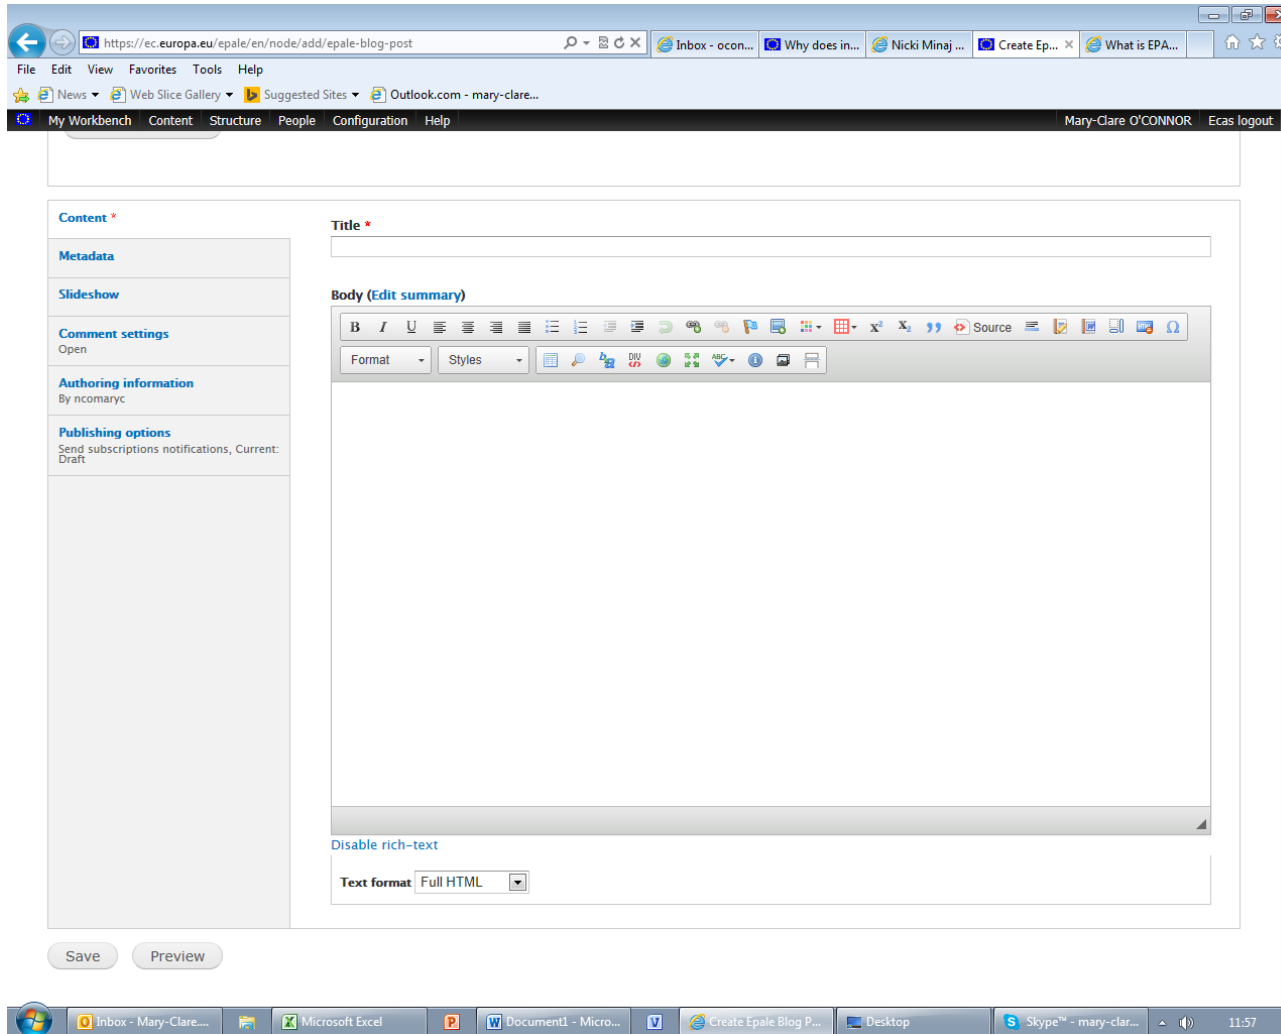 https://ec.europa.eu/epale/en/node/add/epale-blog-post
Inbox - ocon...
Why does in...
Nicki Minaj ...
Create Ep...
What is EPA...
File Edit View Favorites Tools Help
News Web Slice Gallery Suggested Sites Outlook.com - mary-clare...
My Workbench Content Structure People Configuration Help Mary-Clare O'CONNOR Ecas logout
Content *
Metadata
Slideshow
Comment settings
Open
Authoring information
By ncomaryc
Publishing options
Send subscriptions notifications, Current:
Draft
Title *
Body (Edit summary)
B I U x² X₂ Source Ω
Format Styles DIV ABC
Disable rich-text
Text format Full HTML
Save Preview
Inbox - Mary-Clare.... Microsoft Excel Document1 - Micro... Create Epale Blog P... Desktop Skype™ - mary-clar... 11:57